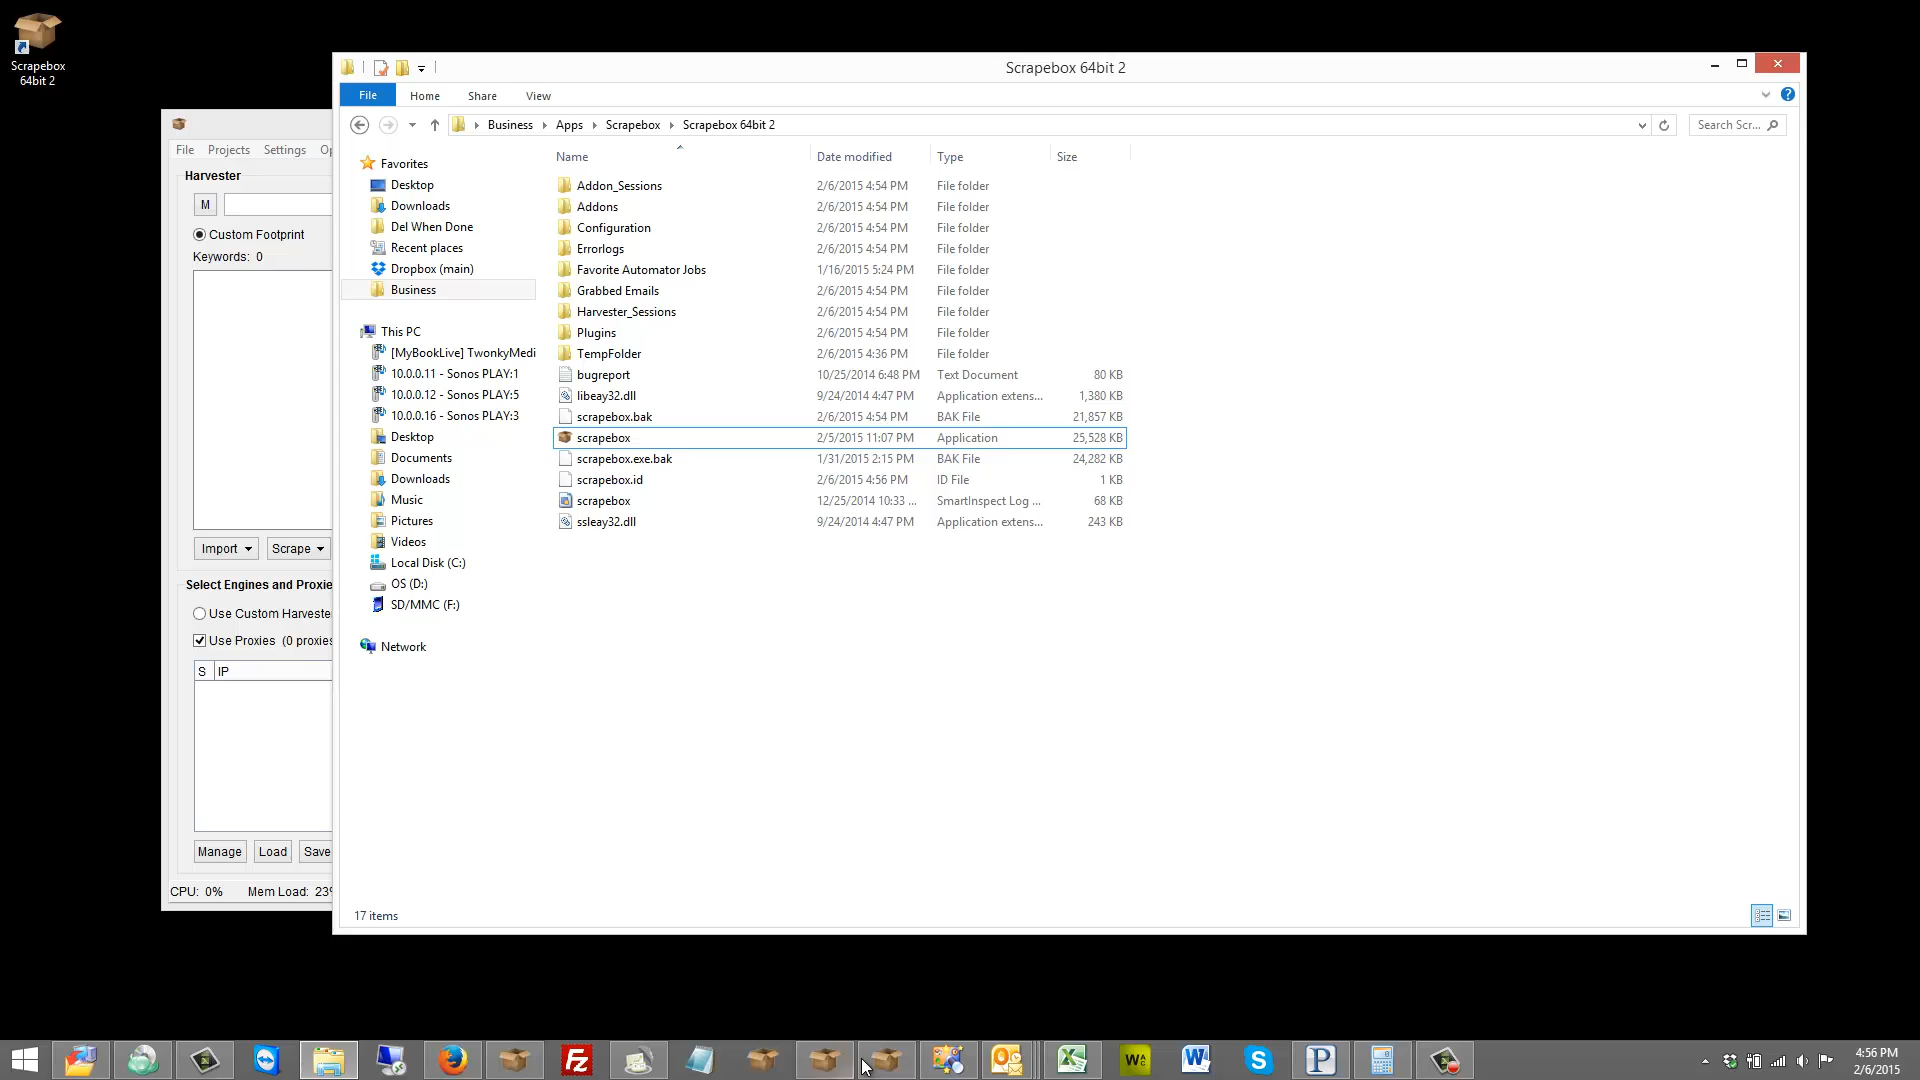 Scrapebox
64bit 2
Scrapebox 64bit 2
File Home Share View
Business Apps Scrapebox Scrapebox 64bit 2
Search Scr...
File Projects Settings Op
Harvester
M
Custom Footprint
Keywords: 0
Import Scrape
Select Engines and Proxie
Use Custom Harveste
Use Proxies (0 proxies
S IP
Manage Load Save
CPU: 0% Mem Load: 23%
Favorites
Desktop
Downloads
Del When Done
Recent places
Dropbox (main)
Business
This PC
[MyBookLive] TwonkyMedi
10.0.0.11 - Sonos PLAY:1
10.0.0.12 - Sonos PLAY:5
10.0.0.16 - Sonos PLAY:3
Desktop
Documents
Downloads
Music
Pictures
Videos
Local Disk (C:)
OS (D:)
SD/MMC (F:)
Network
Name Date modified Type Size
Addon_Sessions 2/6/2015 4:54 PM File folder
Addons 2/6/2015 4:54 PM File folder
Configuration 2/6/2015 4:54 PM File folder
Errorlogs 2/6/2015 4:54 PM File folder
Favorite Automator Jobs 1/16/2015 5:24 PM File folder
Grabbed Emails 2/6/2015 4:54 PM File folder
Harvester_Sessions 2/6/2015 4:54 PM File folder
Plugins 2/6/2015 4:54 PM File folder
TempFolder 2/6/2015 4:36 PM File folder
bugreport 10/25/2014 6:48 PM Text Document 80 KB
libeay32.dll 9/24/2014 4:47 PM Application extens... 1,380 KB
scrapebox.bak 2/6/2015 4:54 PM BAK File 21,857 KB
scrapebox 2/5/2015 11:07 PM Application 25,528 KB
scrapebox.exe.bak 1/31/2015 2:15 PM BAK File 24,282 KB
scrapebox.id 2/6/2015 4:56 PM ID File 1 KB
scrapebox 12/25/2014 10:33 ... SmartInspect Log ... 68 KB
ssleay32.dll 9/24/2014 4:47 PM Application extens... 243 KB
17 items
4:56 PM
2/6/2015